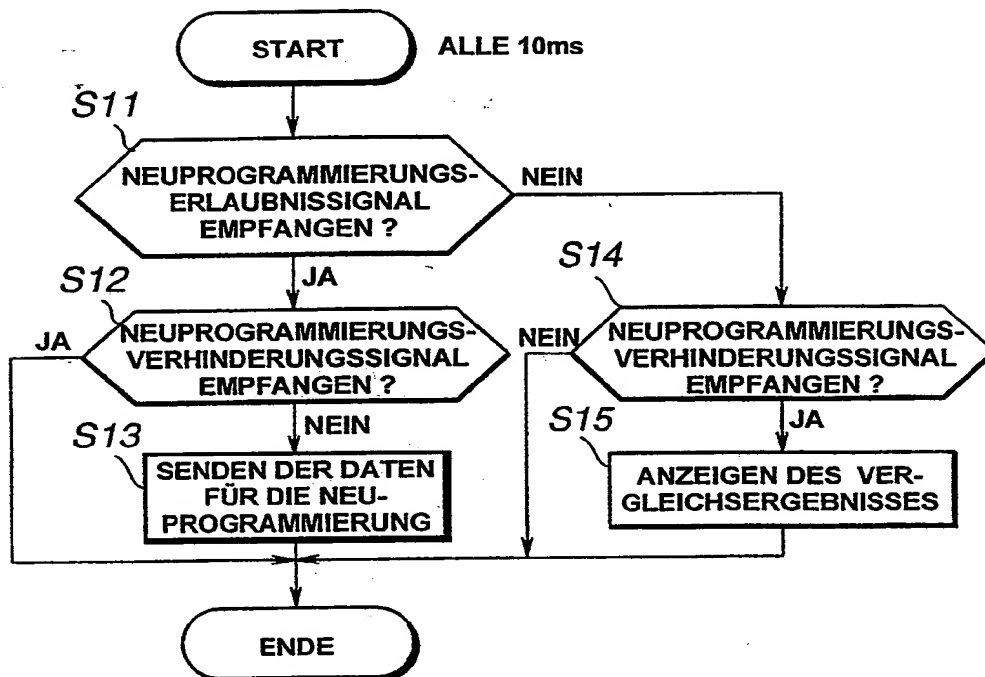 START
ALLE 10ms
S11
NEUPROGRAMMIERUNGS-
ERLAUBNISSIGNAL
EMPFANGEN ?
NEIN
JA
S12
NEUPROGRAMMIERUNGS-
VERHINDERUNGSSIGNAL
EMPFANGEN ?
JA
NEIN
S13
SENDEN DER DATEN
FÜR DIE NEU-
PROGRAMMIERUNG
S14
NEUPROGRAMMIERUNGS-
VERHINDERUNGSSIGNAL
EMPFANGEN ?
NEIN
JA
S15
ANZEIGEN DES VER-
GLEICHSERGEBNISSES
ENDE